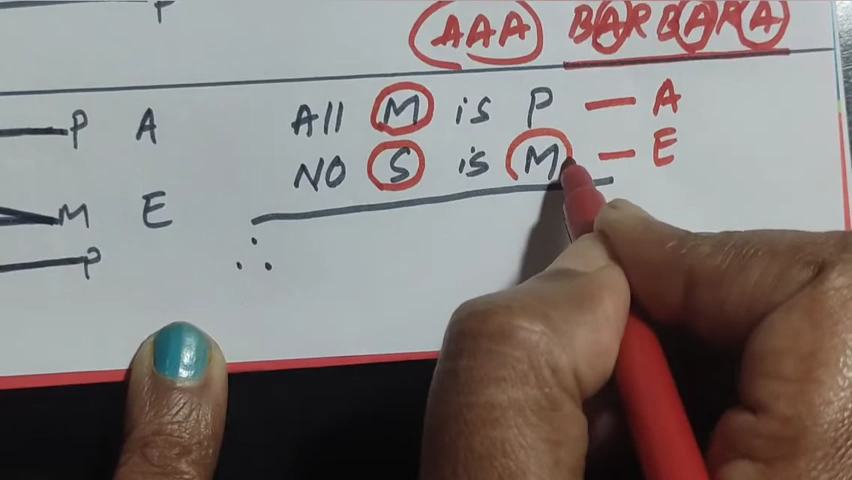 P
AAA BARBARA
P A All M is P — A
M E NO S is M — E
P ∴